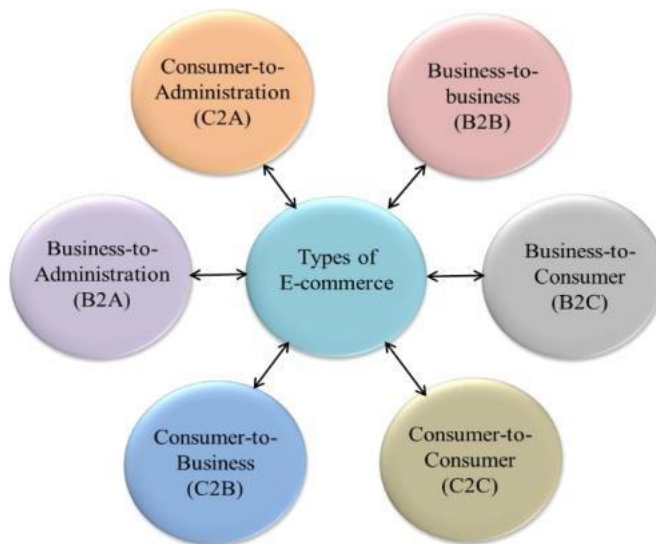 Consumer-to-
Administration
(C2A)
Business-to-
business
(B2B)
Business-to-
Administration
(B2A)
Types of
E-commerce
Business-to-
Consumer
(B2C)
Consumer-to-
Business
(C2B)
Consumer-to-
Consumer
(C2C)